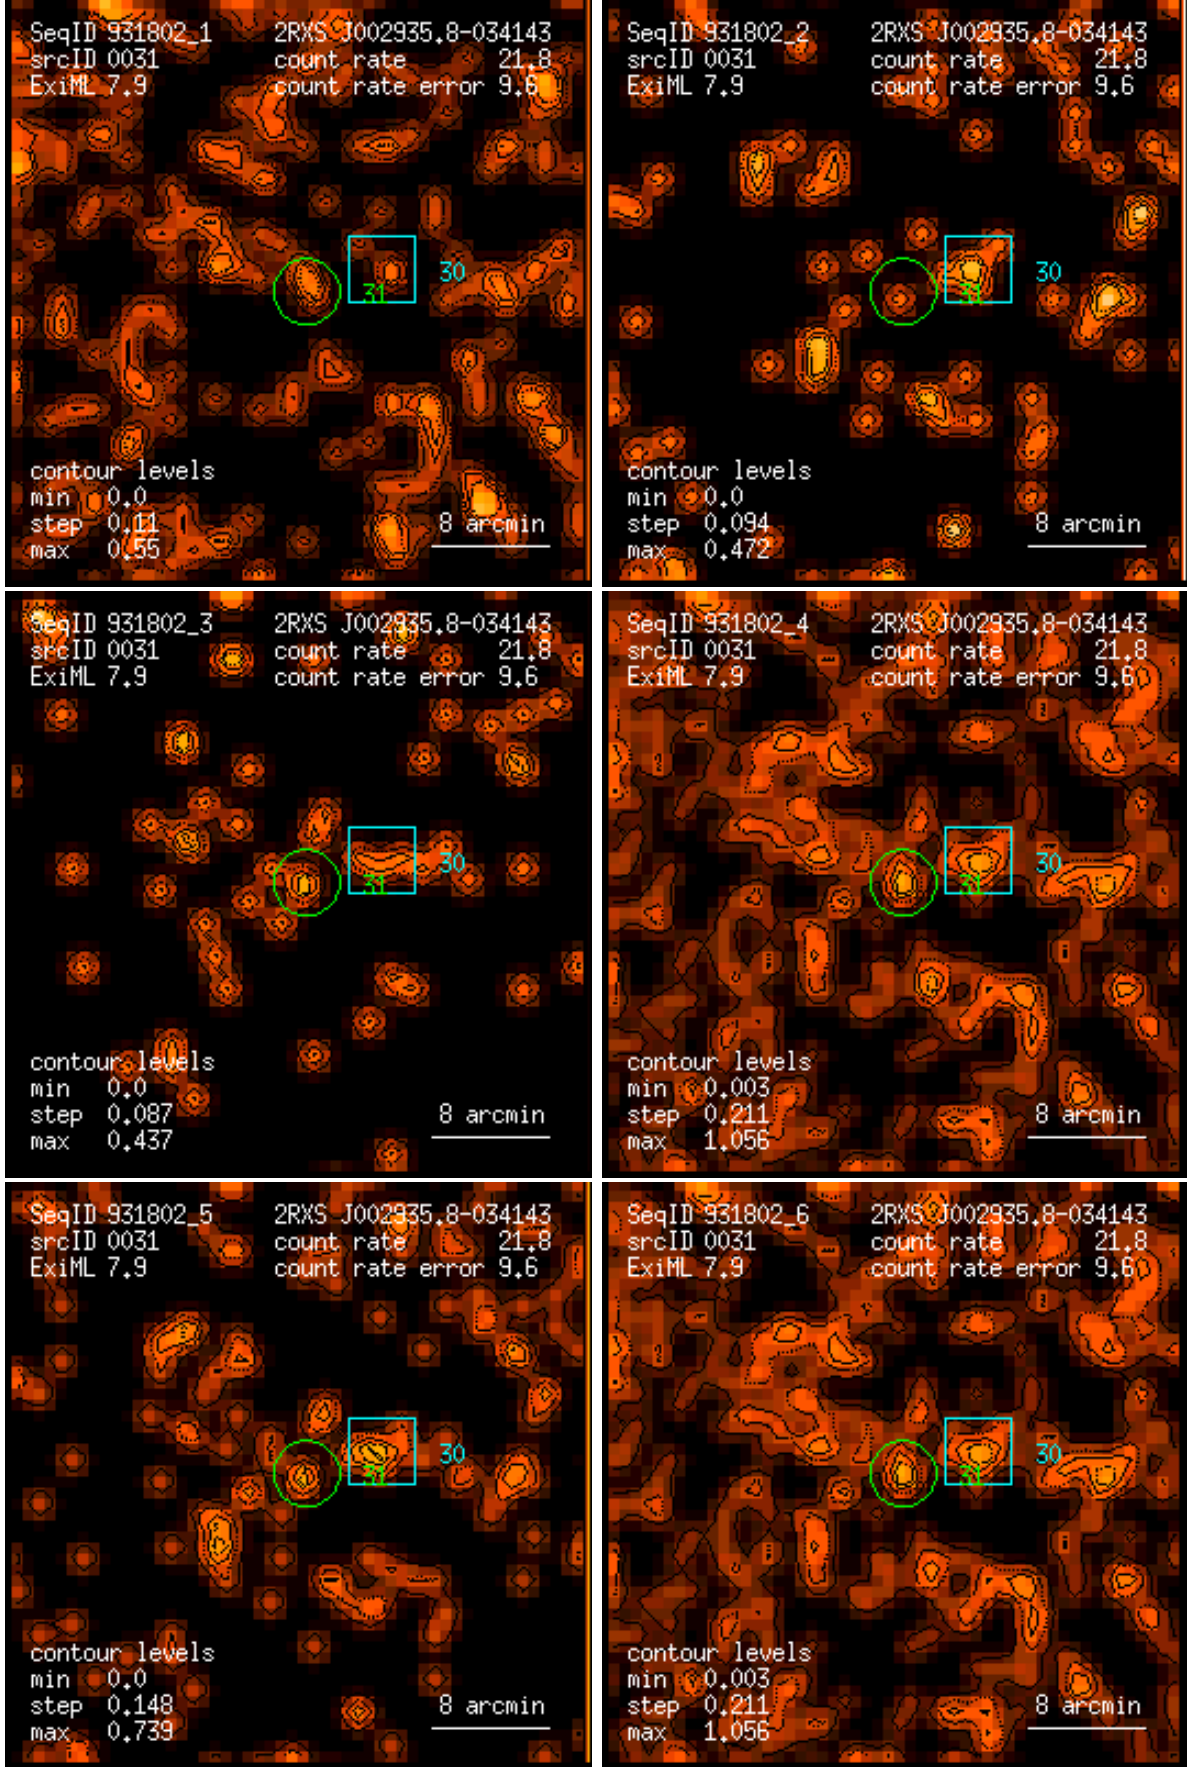 SeqID 931802_1 2RXS J002935.8-034143
srcID 0031 count rate 21.8
ExiML 7.9 count rate error 9.6
30
31
contour levels
min 0.0
step 0.11
max 0.55
8 arcmin
SeqID 931802_2 2RXS J002935.8-034143
srcID 0031 count rate 21.8
ExiML 7.9 count rate error 9.6
30
31
contour levels
min 0.0
step 0.094
max 0.472
8 arcmin
SeqID 931802_3 2RXS J002935.8-034143
srcID 0031 count rate 21.8
ExiML 7.9 count rate error 9.6
30
31
contour levels
min 0.0
step 0.087
max 0.437
8 arcmin
SeqID 931802_4 2RXS J002935.8-034143
srcID 0031 count rate 21.8
ExiML 7.9 count rate error 9.6
30
31
contour levels
min 0.003
step 0.211
max 1.056
8 arcmin
SeqID 931802_5 2RXS J002935.8-034143
srcID 0031 count rate 21.8
ExiML 7.9 count rate error 9.6
30
31
contour levels
min 0.0
step 0.148
max 0.739
8 arcmin
SeqID 931802_6 2RXS J002935.8-034143
srcID 0031 count rate 21.8
ExiML 7.9 count rate error 9.6
30
31
contour levels
min 0.003
step 0.211
max 1.056
8 arcmin